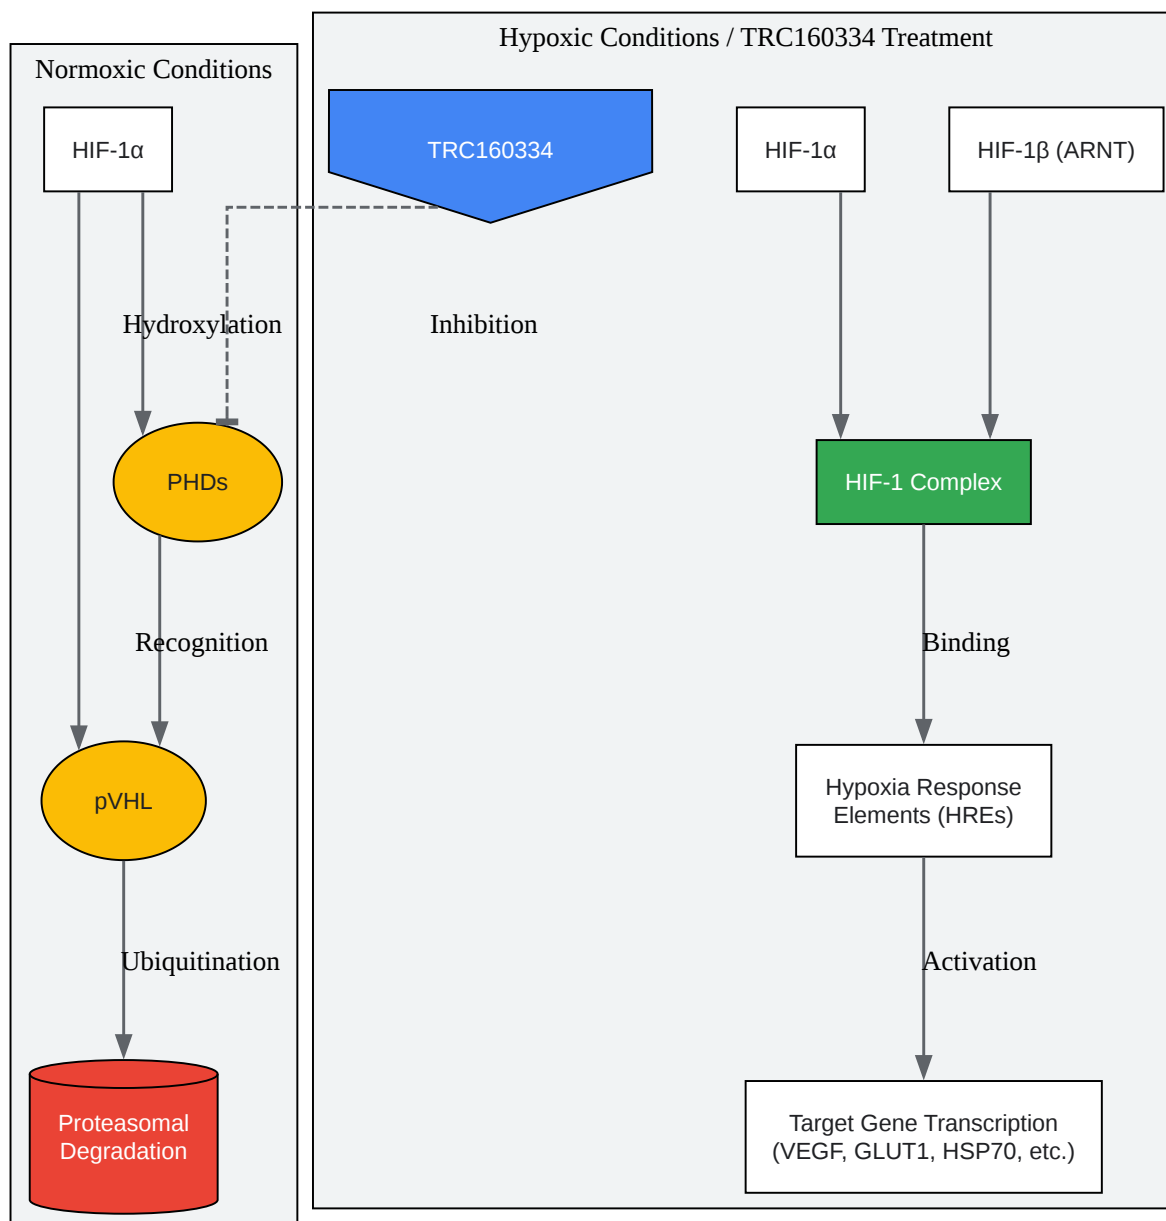 Normoxic Conditions
HIF-1α
Hydroxylation
PHDs
Recognition
pVHL
Ubiquitination
Proteasomal
Degradation
Hypoxic Conditions / TRC160334 Treatment
TRC160334
Inhibition
HIF-1α
HIF-1β (ARNT)
HIF-1 Complex
Binding
Hypoxia Response
Elements (HREs)
Activation
Target Gene Transcription
(VEGF, GLUT1, HSP70, etc.)